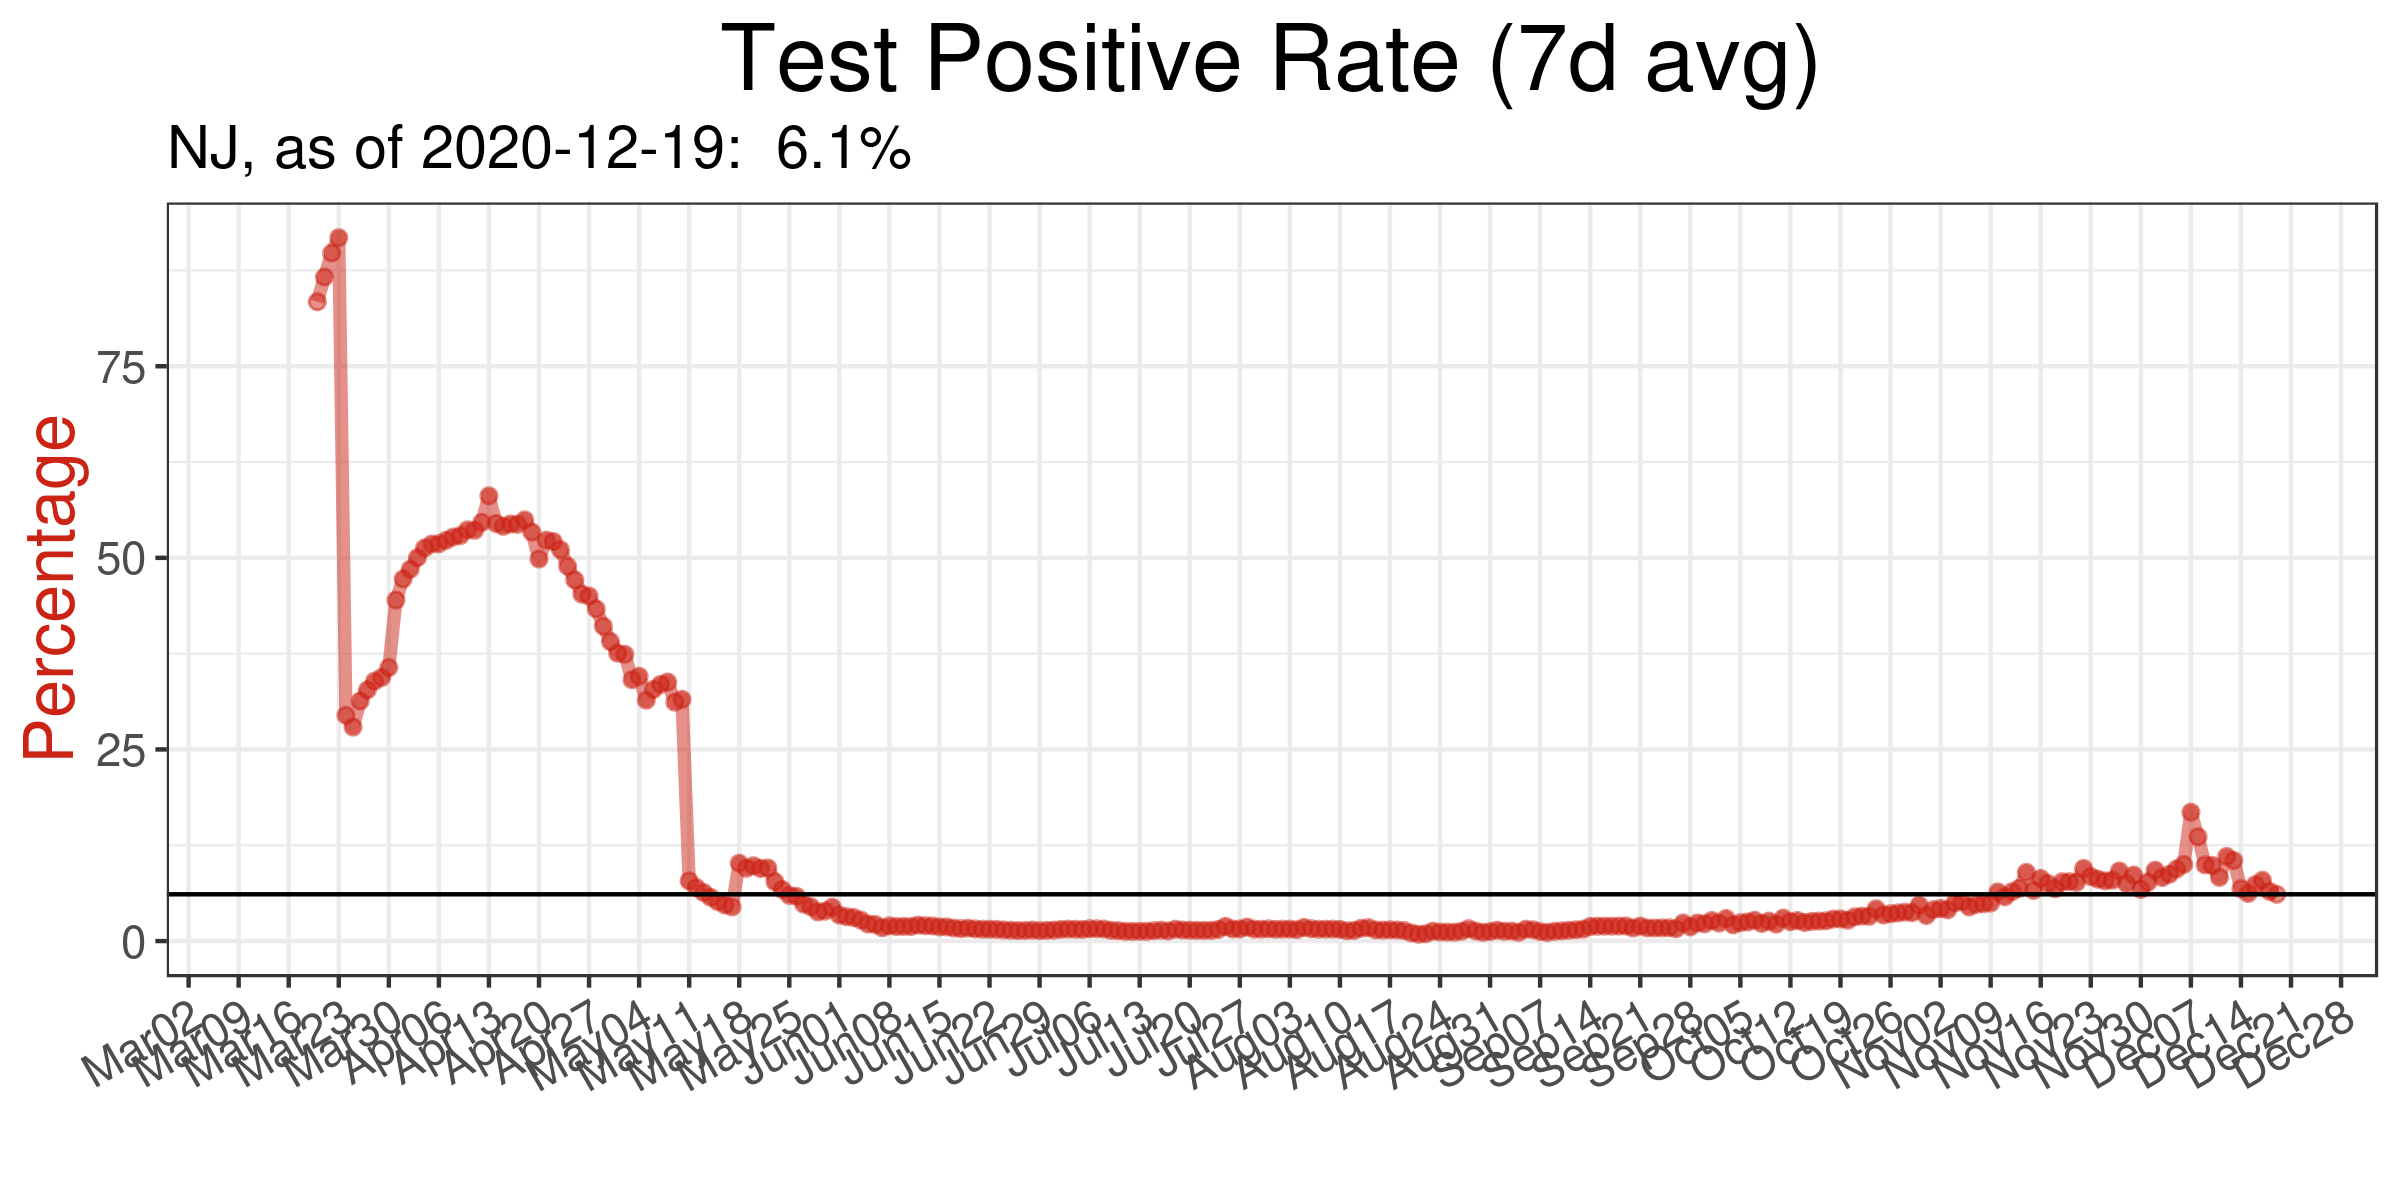 Test Positive Rate (7d avg)
NJ, as of 2020-12-19:  6.1%
Percentage
75
50
25
0
Mar02
Mar09
Mar16
Mar23
Mar30
Apr06
Apr13
Apr20
Apr27
May04
May11
May18
May25
Jun01
Jun08
Jun15
Jun22
Jun29
Jul06
Jul13
Jul20
Jul27
Aug03
Aug10
Aug17
Aug24
Aug31
Sep07
Sep14
Sep21
Sep28
Oct05
Oct12
Oct19
Oct26
Nov02
Nov09
Nov16
Nov23
Nov30
Dec07
Dec14
Dec21
Dec28